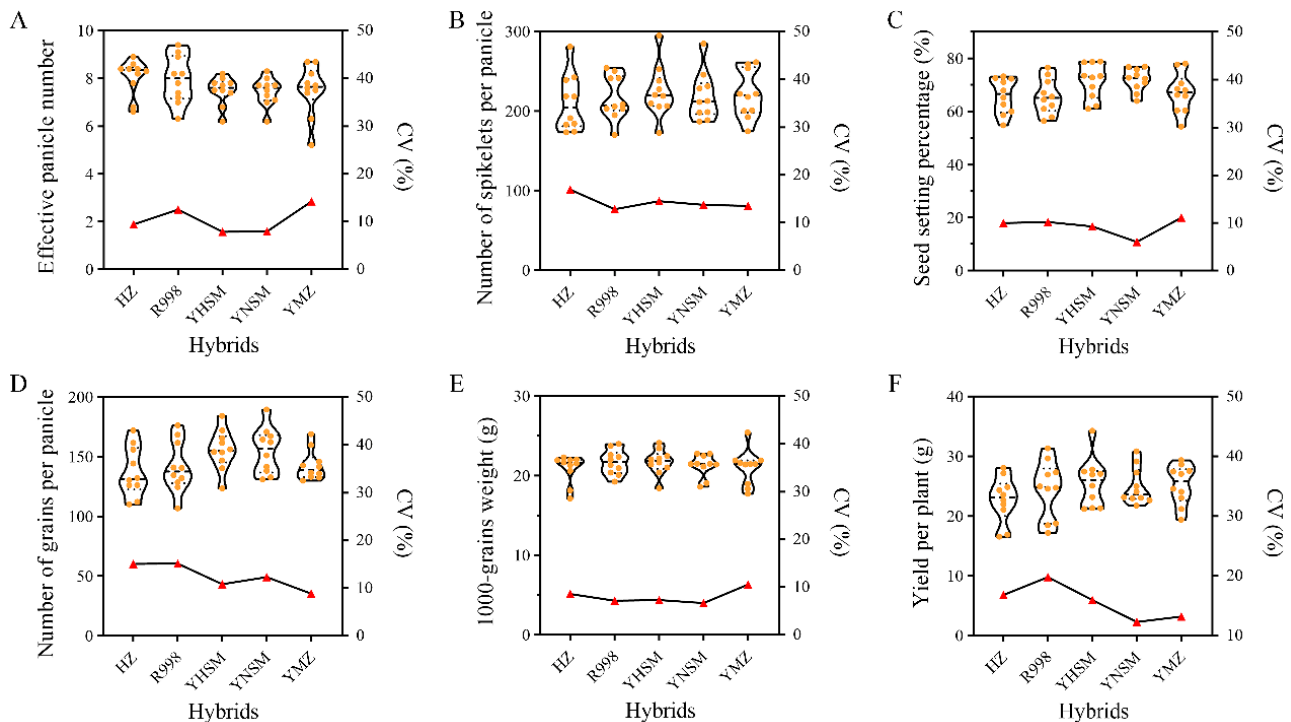 A
Effective panicle number
10
8
6
4
2
0
50
40
30
20
10
0
CV (%)
HZ
R998
YHSM
YNSM
YMZ
Hybrids
B
Number of spikelets per panicle
300
200
100
0
50
40
30
20
10
0
CV (%)
HZ
R998
YHSM
YNSM
YMZ
Hybrids
C
Seed setting percentage (%)
80
60
40
20
0
50
40
30
20
10
0
CV (%)
HZ
R998
YHSM
YNSM
YMZ
Hybrids
D
Number of grains per panicle
200
150
100
50
0
50
40
30
20
10
0
CV (%)
HZ
R998
YHSM
YNSM
YMZ
Hybrids
E
1000-grains weight (g)
30
20
10
0
50
40
30
20
10
0
CV (%)
HZ
R998
YHSM
YNSM
YMZ
Hybrids
F
Yield per plant (g)
40
30
20
10
0
50
40
30
20
10
CV (%)
HZ
R998
YHSM
YNSM
YMZ
Hybrids